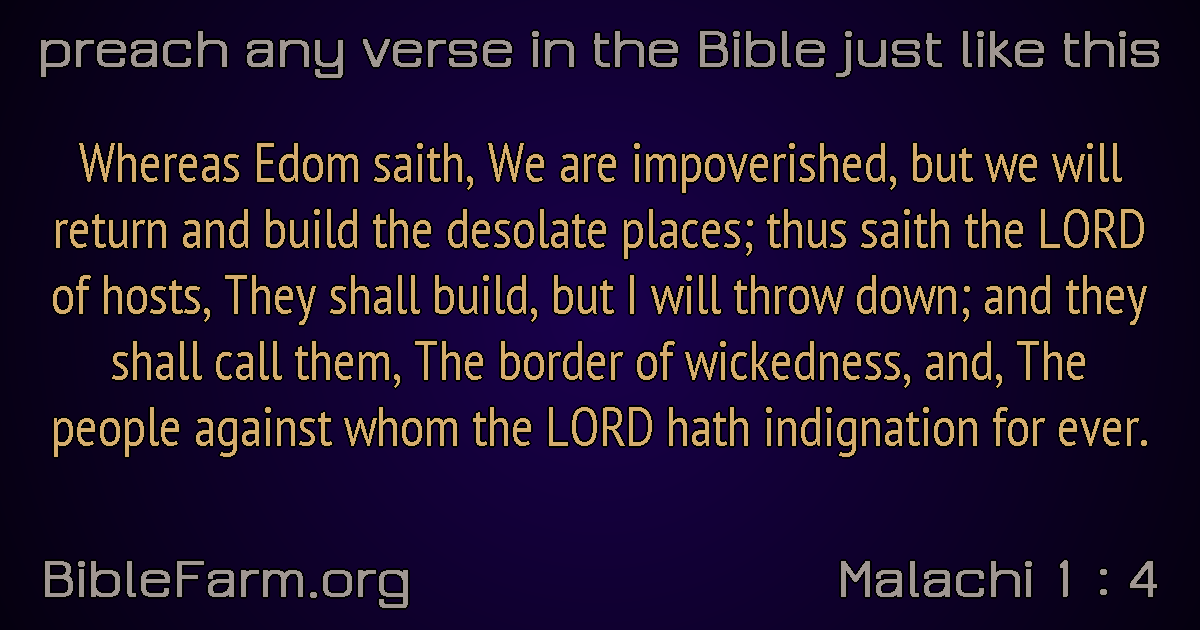 preach any verse in the Bible just like this
Whereas Edom saith, We are impoverished, but we will
return and build the desolate places; thus saith the LORD
of hosts, They shall build, but I will throw down; and they
shall call them, The border of wickedness, and, The
people against whom the LORD hath indignation for ever.
BibleFarm.org
Malachi 1 : 4